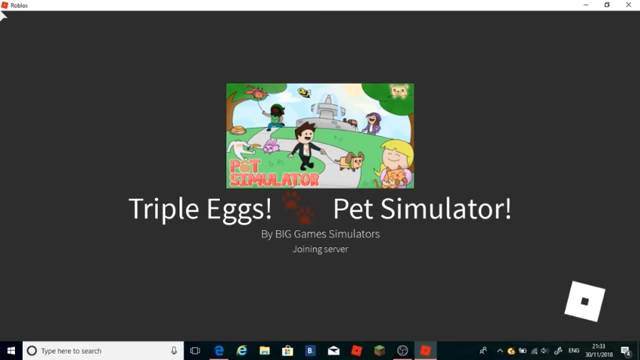 Roblox
PET
SIMULATOR
Triple Eggs! 🐾 Pet Simulator!
By BIG Games Simulators
Joining server
Type here to search
ENG
21:33
30/11/2018